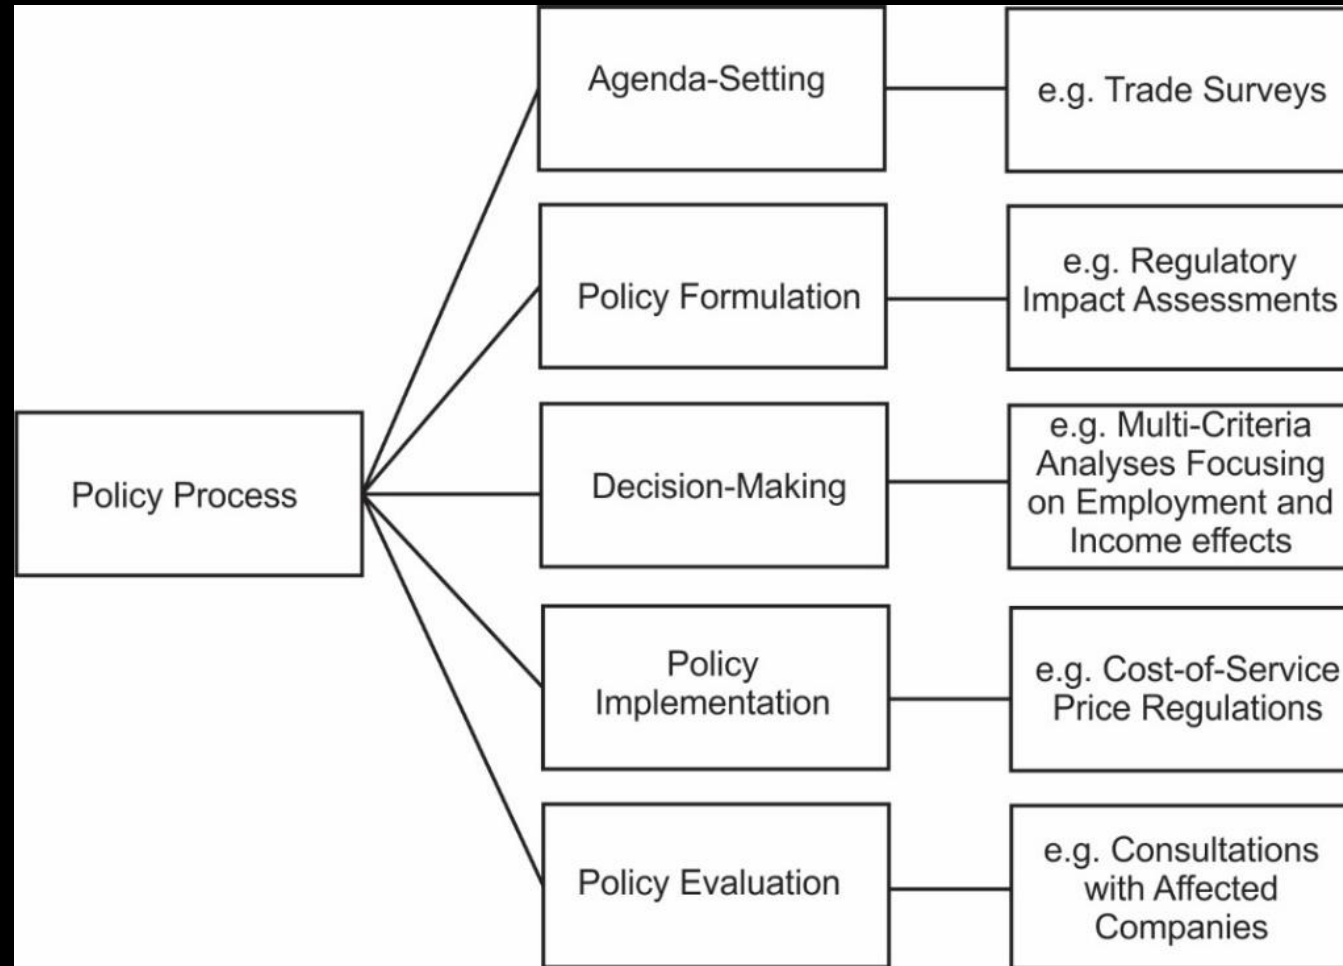 Agenda-Setting
e.g. Trade Surveys
Policy Formulation
e.g. Regulatory
Impact Assessments
Policy Process
Decision-Making
e.g. Multi-Criteria
Analyses Focusing
on Employment and
Income effects
Policy
Implementation
e.g. Cost-of-Service
Price Regulations
Policy Evaluation
e.g. Consultations
with Affected
Companies